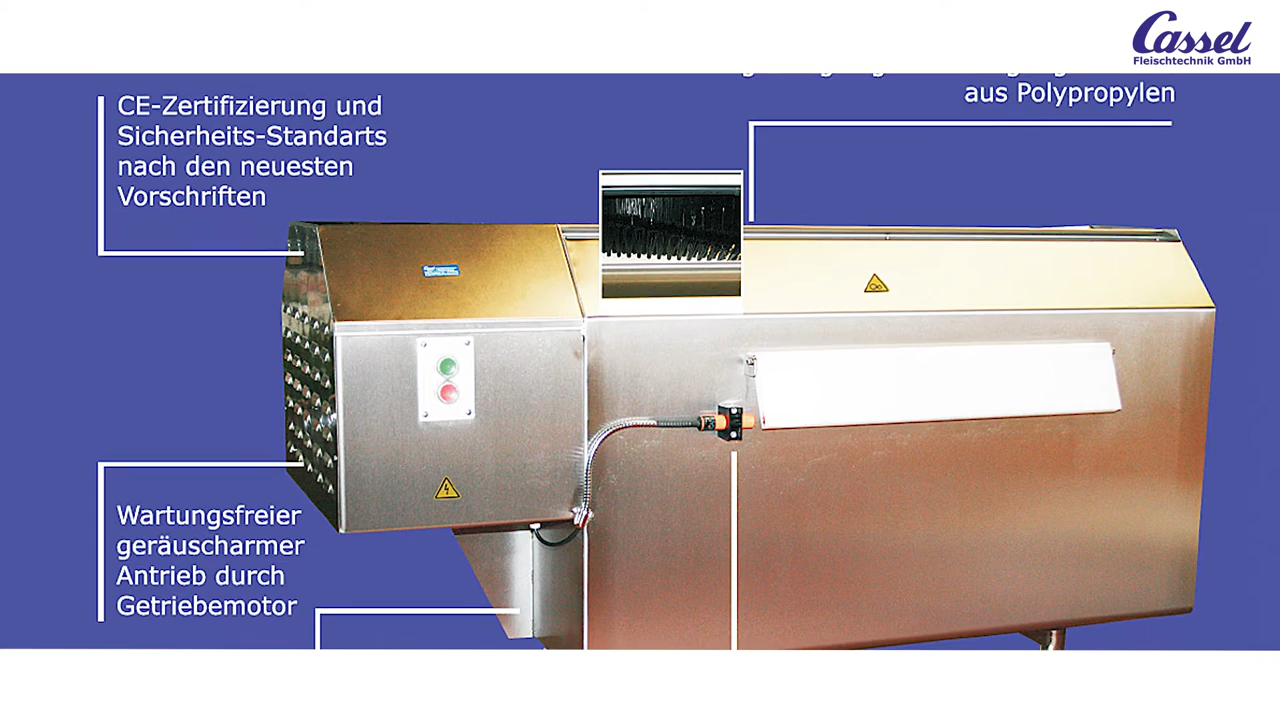 Cassel
Fleischtechnik GmbH
aus Polypropylen
CE-Zertifizierung und
Sicherheits-Standarts
nach den neuesten
Vorschriften
Wartungsfreier
geräuscharmer
Antrieb durch
Getriebemotor